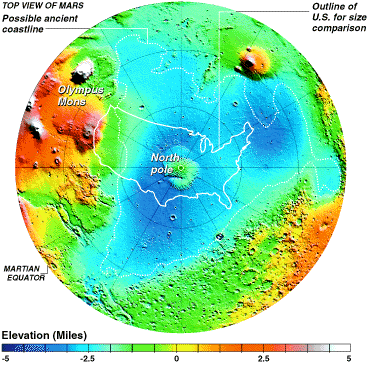 TOP VIEW OF MARS
Possible ancient
coastline
Outline of
U.S. for size
comparison
Olympus
Mons
North
pole
MARTIAN
EQUATOR
Elevation (Miles)
-5 -2.5 0 2.5 5